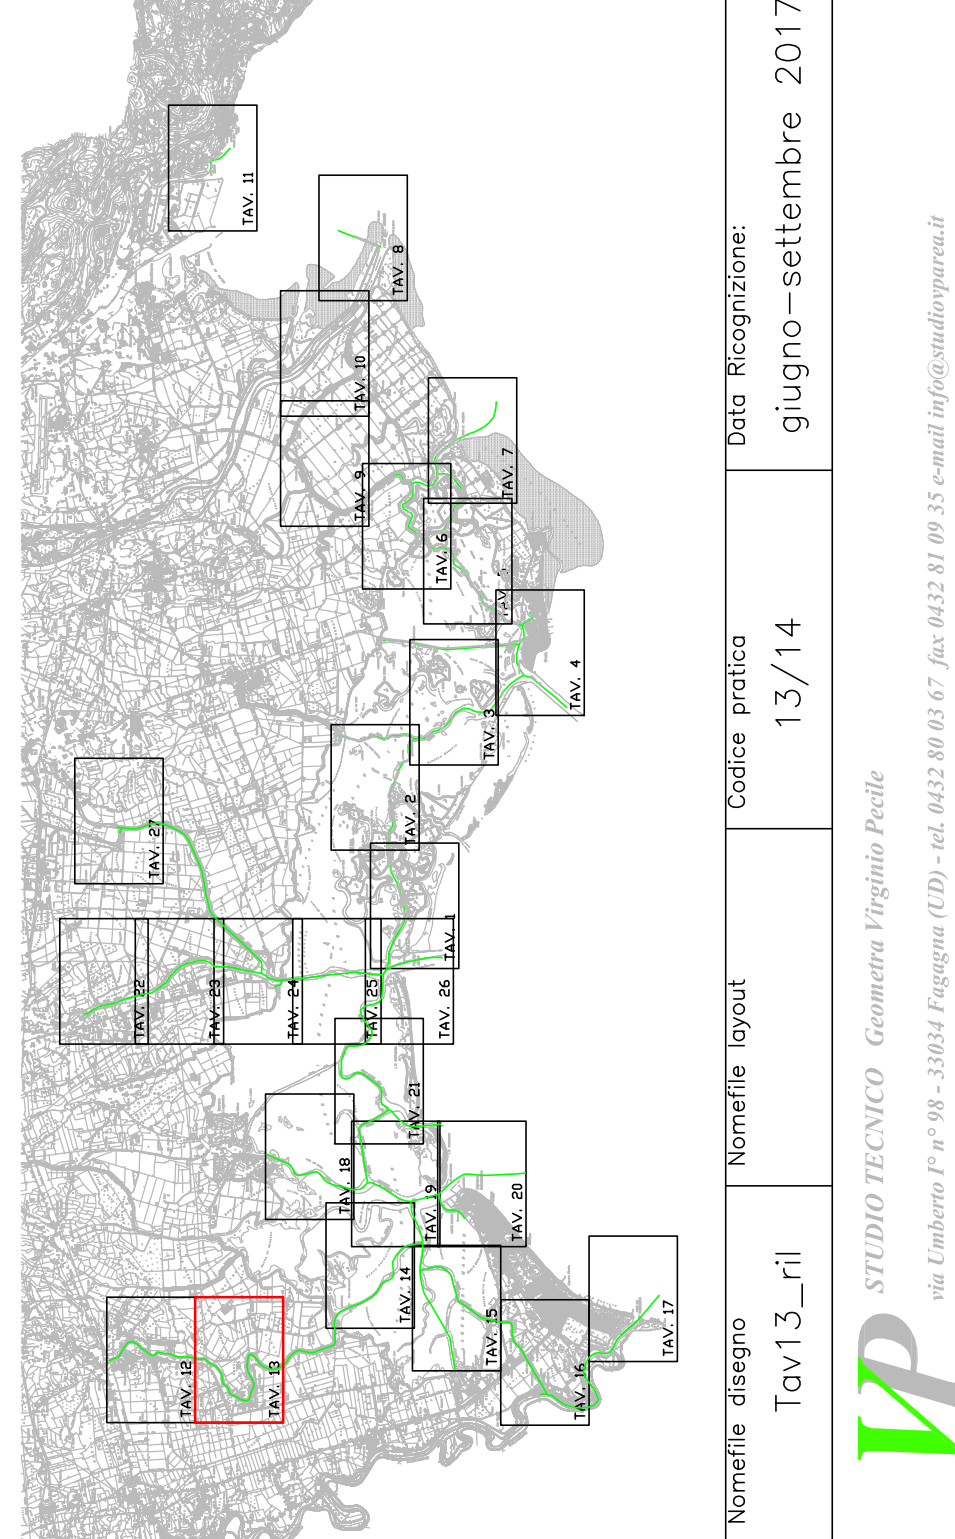 TAV. 11
TAV. 8
TAV. 10
TAV. 9
TAV. 7
TAV. 6
TAV. 4
TAV. 3
TAV. 2
TAV. 27
TAV. 1
TAV. 22
TAV. 23
TAV. 24
TAV. 25
TAV. 26
TAV. 21
TAV. 18
TAV. 19
TAV. 20
TAV. 14
TAV. 15
TAV. 12
TAV. 13
TAV. 16
TAV. 17
Nomefile disegno
Tav13_ril
Nomefile layout
Codice pratica
13/14
Data Ricognizione:
giugno-settembre 2017
VP
STUDIO TECNICO Geometra Virginio Pecile
via Umberto I° n° 98 - 33034 Fagagna (UD) - tel. 0432 80 03 67 fax 0432 81 09 35 e-mail info@studiovparea.it